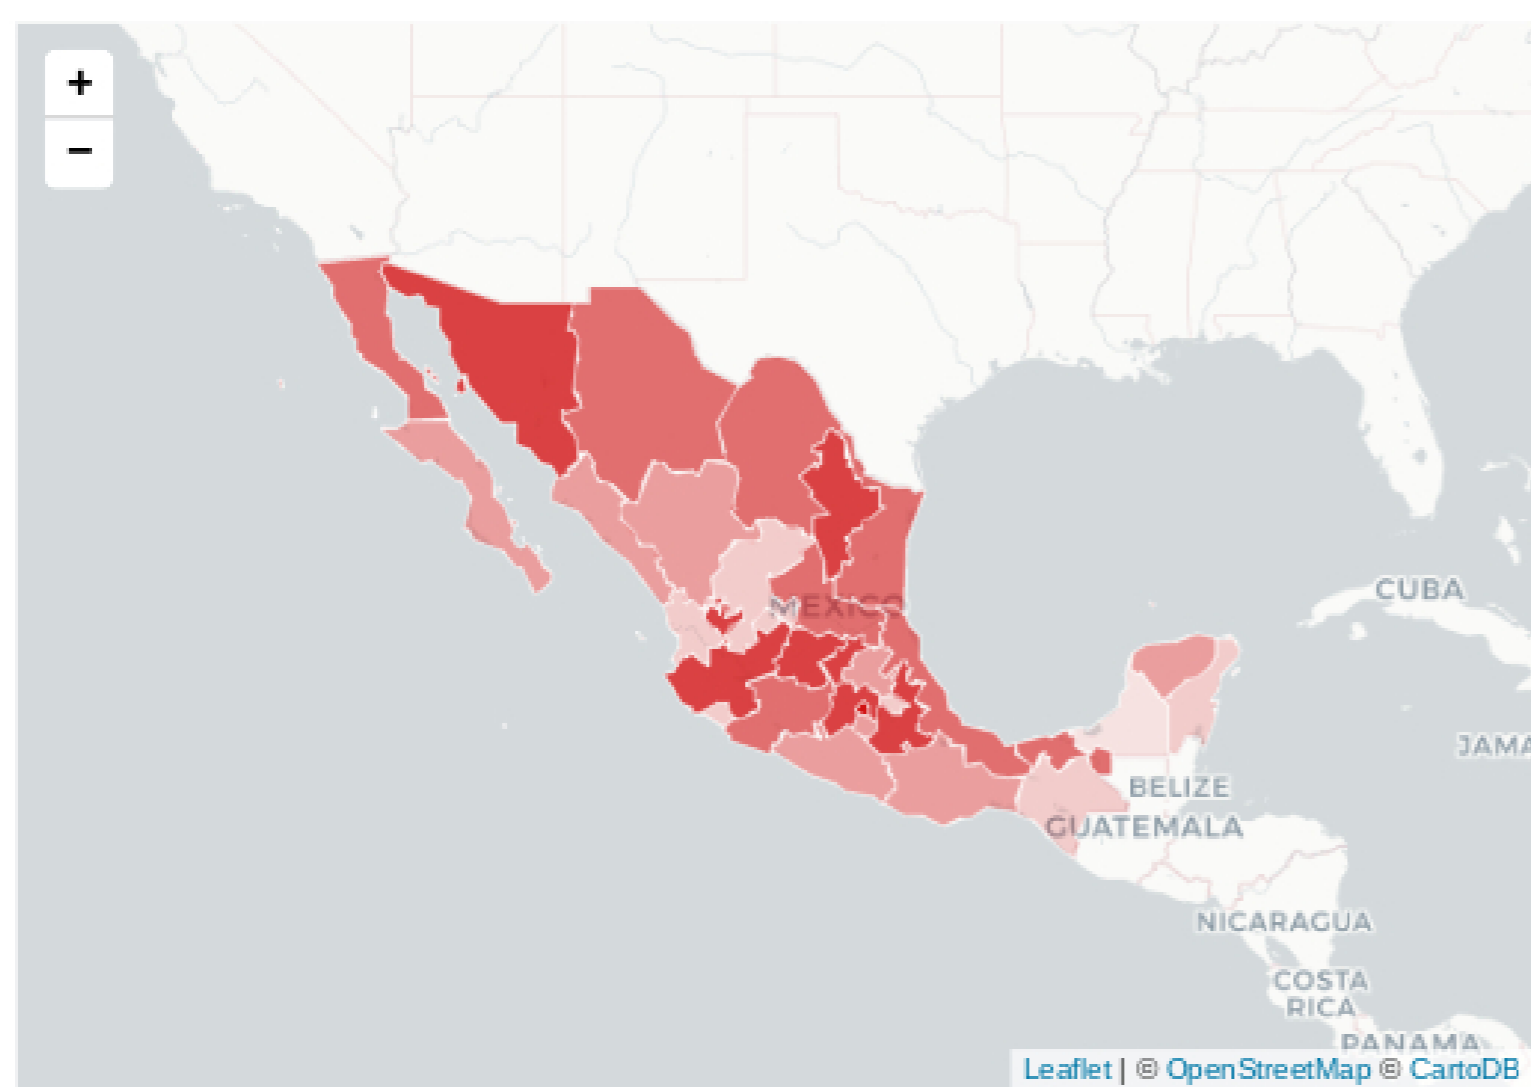 +
−
MEXICO
CUBA
JAMA
BELIZE
GUATEMALA
NICARAGUA
COSTA
RICA
PANAMA
Leaflet | © OpenStreetMap © CartoDB